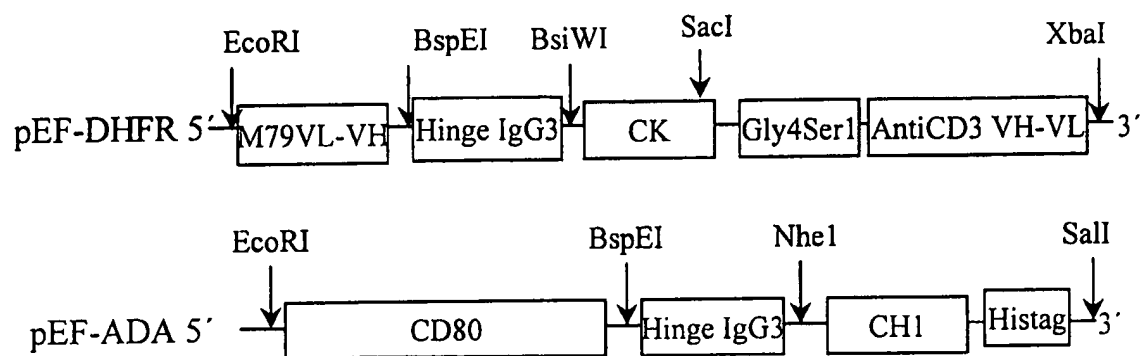 EcoRI BspEI BsiWI SacI XbaI
pEF-DHFR 5´ M79VL-VH Hinge IgG3 CK Gly4Ser1 AntiCD3 VH-VL 3´
EcoRI BspEI Nhe1 SalI
pEF-ADA 5´ CD80 Hinge IgG3 CH1 Histag 3´